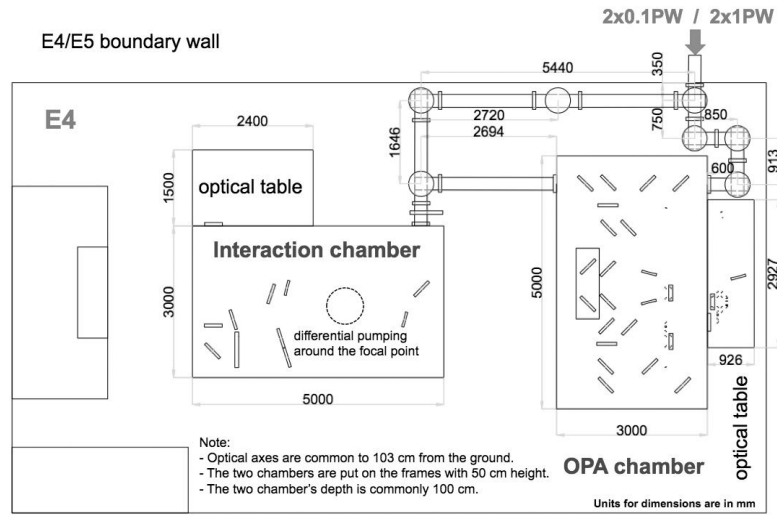 2x0.1PW / 2x1PW
E4/E5 boundary wall
5440
350
E4
2400
2720
750
850
1646
2694
913
1500
optical table
600
Interaction chamber
3000
5000
2927
differential pumping
around the focal point
926
5000
3000
optical table
Note:
- Optical axes are common to 103 cm from the ground.
- The two chambers are put on the frames with 50 cm height.
- The two chamber's depth is commonly 100 cm.
OPA chamber
Units for dimensions are in mm